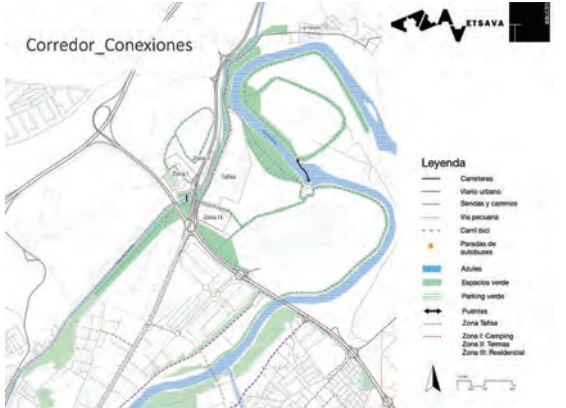 Corredor_Conexiones
ETSAVA
Zona I
Tafisa
Zona III
Leyenda
Carreteras
Viario urbano
Sendas y caminos
Vía pecuaria
Carril bici
Paradas de
autobuses
Azules
Espacios verde
Parking verde
Puentes
Zona Tafisa
Zona I: Camping
Zona II: Termas
Zona III: Residencial